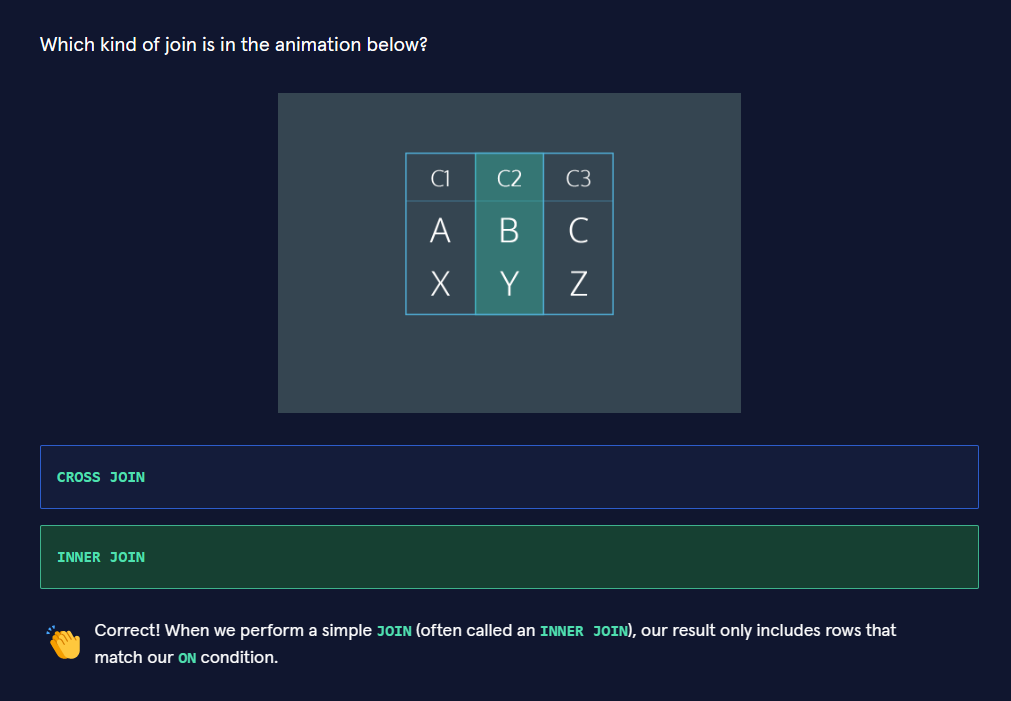 Which kind of join is in the animation below?
C1 C2 C3
A B C
X Y Z
CROSS JOIN
INNER JOIN
Correct! When we perform a simple JOIN (often called an INNER JOIN), our result only includes rows that
match our ON condition.